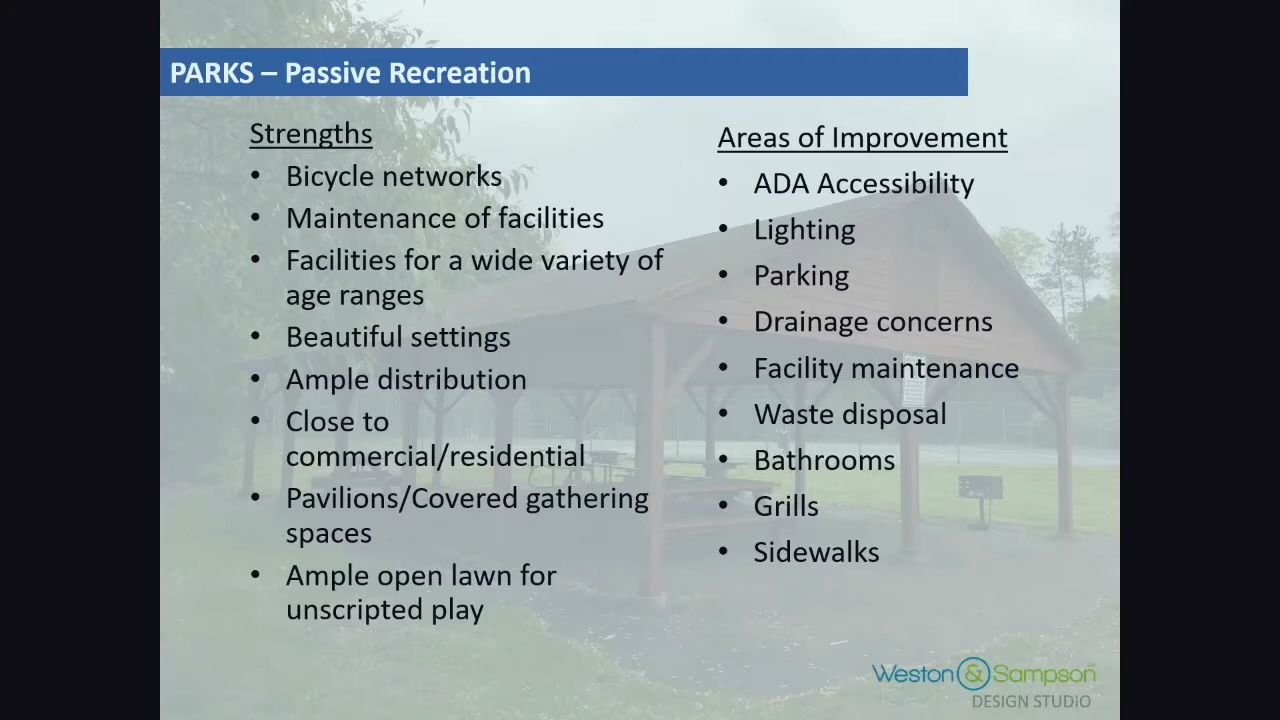 PARKS – Passive Recreation
Strengths
• Bicycle networks
• Maintenance of facilities
• Facilities for a wide variety of
age ranges
• Beautiful settings
• Ample distribution
• Close to
commercial/residential
• Pavilions/Covered gathering
spaces
• Ample open lawn for
unscripted play
Areas of Improvement
• ADA Accessibility
• Lighting
• Parking
• Drainage concerns
• Facility maintenance
• Waste disposal
• Bathrooms
• Grills
• Sidewalks
Weston & Sampson
DESIGN STUDIO